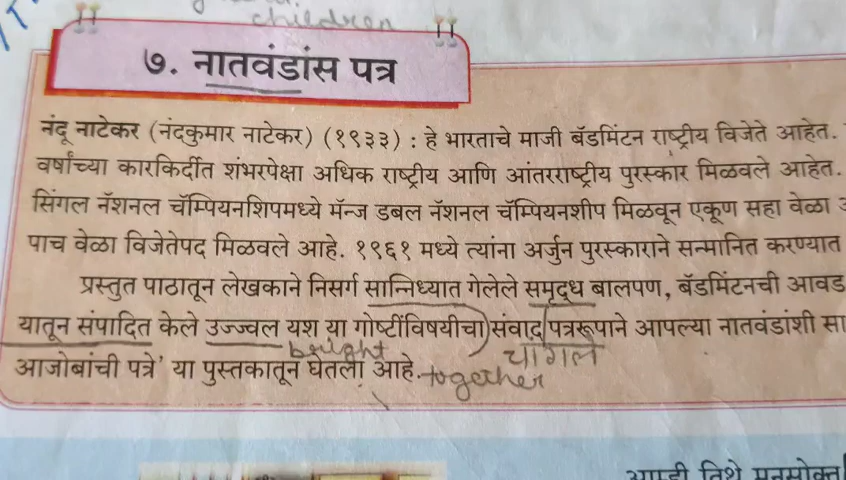 children
७. नातवंडांस पत्र
नंदू नाटेकर (नंदकुमार नाटेकर) (१९३३) : हे भारताचे माजी बॅडमिंटन राष्ट्रीय विजेते आहेत.
वर्षांच्या कारकिर्दीत शंभरपेक्षा अधिक राष्ट्रीय आणि आंतरराष्ट्रीय पुरस्कार मिळवले आहेत.
सिंगल नॅशनल चॅम्पियनशिपमध्ये मॅन्ज डबल नॅशनल चॅम्पियनशीप मिळवून एकूण सहा वेळा
पाच वेळा विजेतेपद मिळवले आहे. १९६१ मध्ये त्यांना अर्जुन पुरस्काराने सन्मानित करण्यात
प्रस्तुत पाठातून लेखकाने निसर्ग सान्निध्यात गेलेले समृद्ध बालपण, बॅडमिंटनची आवड
यातून संपादित केले उज्ज्वल यश या गोष्टींविषयीचा संवाद पत्ररूपाने आपल्या नातवंडांशी सा
bright चांगले
आजोबांची पत्रे' या पुस्तकातून घेतला आहे. together
आगाडी तिथे मनसोक्त